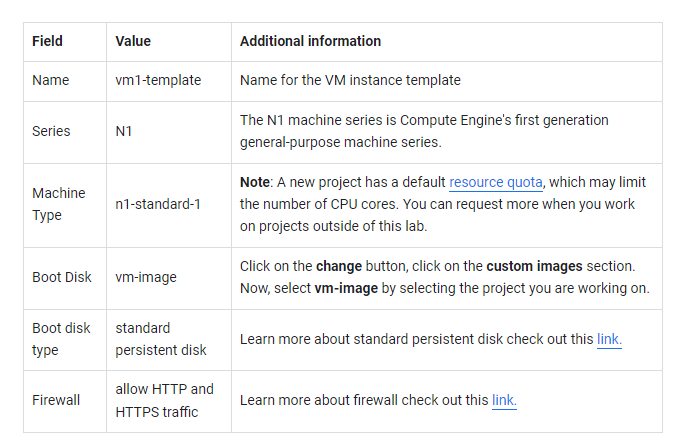 Field Value Additional information
Name vm1-template Name for the VM instance template
Series N1 The N1 machine series is Compute Engine's first generation
general-purpose machine series.
Machine
Type
n1-standard-1
Note: A new project has a default resource quota, which may limit
the number of CPU cores. You can request more when you work
on projects outside of this lab.
Boot Disk vm-image
Click on the change button, click on the custom images section.
Now, select vm-image by selecting the project you are working on.
Boot disk
type
standard
persistent disk
Learn more about standard persistent disk check out this link.
Firewall
allow HTTP and
HTTPS traffic
Learn more about firewall check out this link.